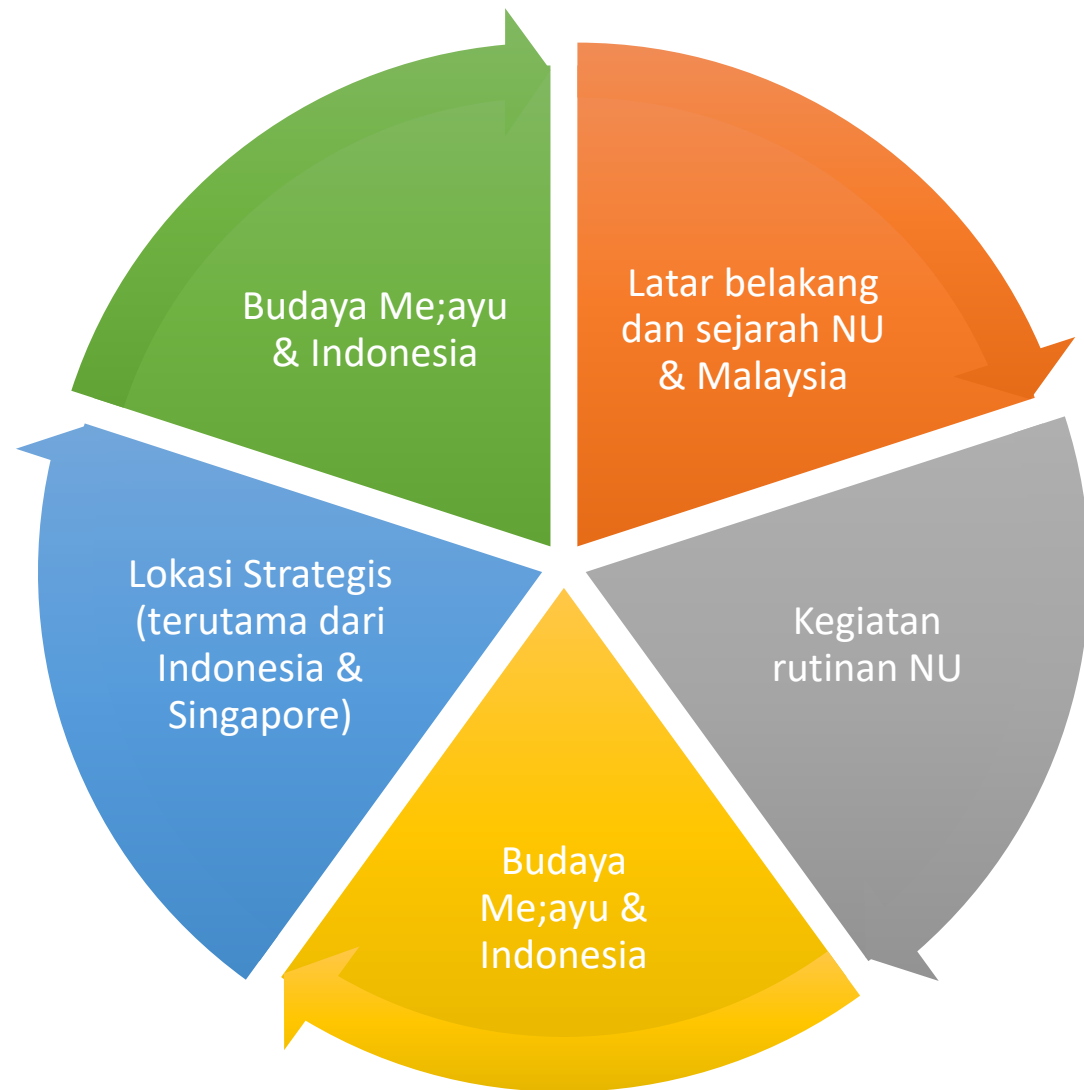 Latar belakang
dan sejarah NU
& Malaysia
Kegiatan
rutinan NU
Budaya
Me;ayu &
Indonesia
Lokasi Strategis
(terutama dari
Indonesia &
Singapore)
Budaya Me;ayu
& Indonesia